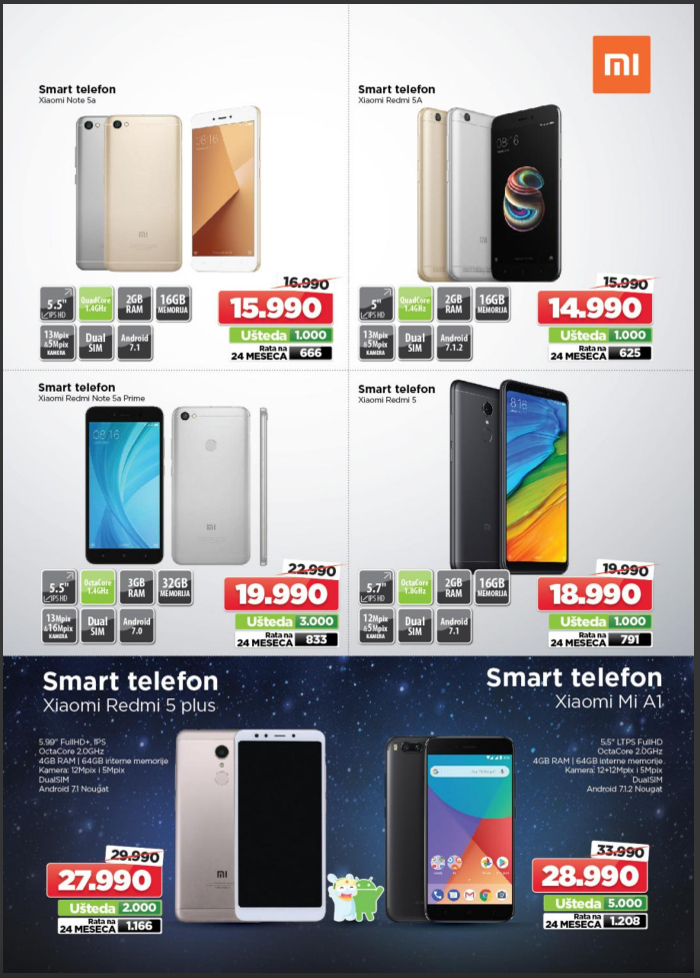 mi
Smart telefon
Xiaomi Note 5a
16.990
15.990
Ušteda 1.000
Rata na
24 MESECA 666
5.5"
IPS HD
QuadCore
1.4GHz
2GB
RAM
16GB
MEMORIJA
13Mpix
&5Mpix
KAMERA
Dual
SIM
Android
7.1
Smart telefon
Xiaomi Redmi 5A
15.990
14.990
Ušteda 1.000
Rata na
24 MESECA 625
5"
IPS HD
QuadCore
1.4GHz
2GB
RAM
16GB
MEMORIJA
13Mpix
&5Mpix
KAMERA
Dual
SIM
Android
7.1.2
Smart telefon
Xiaomi Redmi Note 5a Prime
22.990
19.990
Ušteda 3.000
Rata na
24 MESECA 833
5.5"
IPS HD
OctaCore
1.4GHz
3GB
RAM
32GB
MEMORIJA
13Mpix
&16Mpix
KAMERA
Dual
SIM
Android
7.0
Smart telefon
Xiaomi Redmi 5
19.990
18.990
Ušteda 1.000
Rata na
24 MESECA 791
5.7"
IPS HD
OctaCore
1.8GHz
2GB
RAM
16GB
MEMORIJA
12Mpix
&5Mpix
KAMERA
Dual
SIM
Android
7.1
Smart telefon
Xiaomi Redmi 5 plus
5.99" FullHD+, IPS
OctaCore 2.0GHz
4GB RAM | 64GB interne memorije
Kamera: 12Mpix i 5Mpix
DualSIM
Android 7.1 Nougat
29.990
27.990
Ušteda 2.000
Rata na
24 MESECA 1.166
Smart telefon
Xiaomi Mi A1
5.5" LTPS FullHD
OctaCore 2.0GHz
4GB RAM | 64GB interne memorije
Kamera: 12+12Mpix i 5Mpix
DualSIM
Android 7.1.2 Nougat
33.990
28.990
Ušteda 5.000
Rata na
24 MESECA 1.208